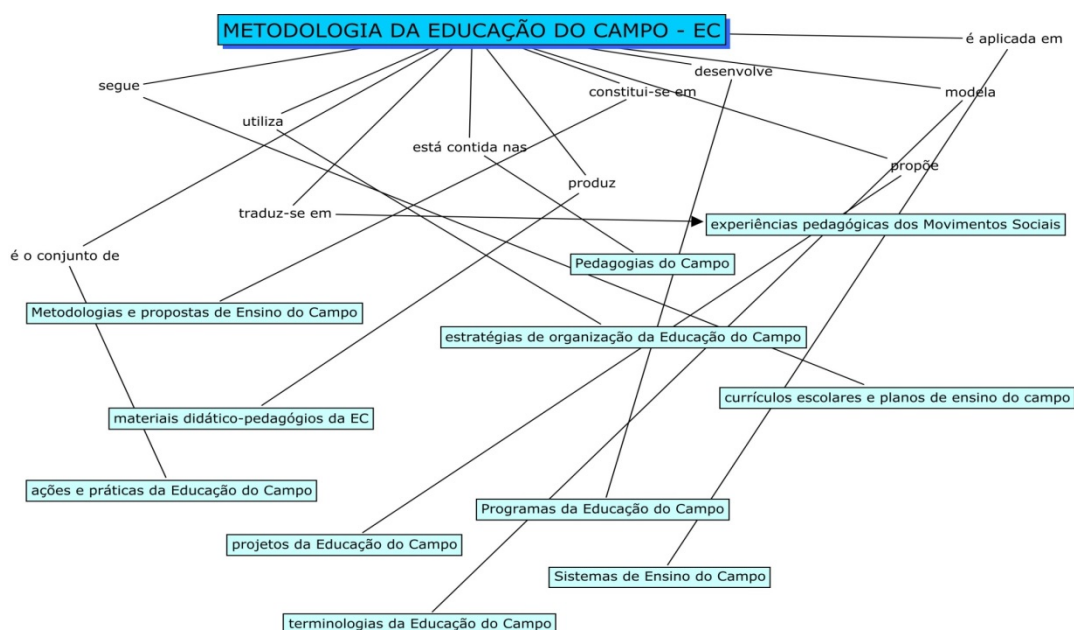 METODOLOGIA DA EDUCAÇÃO DO CAMPO - EC
é aplicada em
desenvolve
segue
constitui-se em
modela
utiliza
está contida nas
propõe
produz
traduz-se em
experiências pedagógicas dos Movimentos Sociais
é o conjunto de
Pedagogias do Campo
Metodologias e propostas de Ensino do Campo
estratégias de organização da Educação do Campo
currículos escolares e planos de ensino do campo
materiais didático-pedagógios da EC
ações e práticas da Educação do Campo
Programas da Educação do Campo
projetos da Educação do Campo
Sistemas de Ensino do Campo
terminologias da Educação do Campo